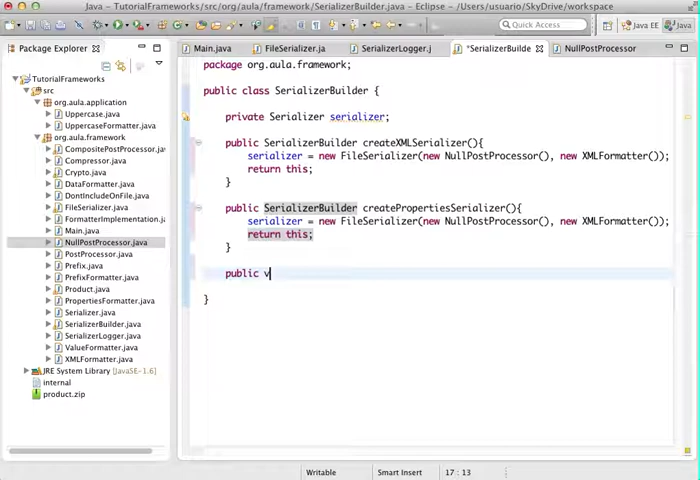 Java – TutorialFrameworks/src/org/aula/framework/SerializerBuilder.java – Eclipse – /Users/usuario/SkyDrive/workspace
Quick Access
Java EE
Java
Package Explorer
Main.java
FileSerializer.ja
SerializerLogger.j
*SerializerBuilde
NullPostProcessor
TutorialFrameworks
src
org.aula.application
Uppercase.java
UppercaseFormatter.java
org.aula.framework
CompositePostProcessor.java
Compressor.java
Crypto.java
DataFormatter.java
DontIncludeOnFile.java
FileSerializer.java
FormatterImplementation.ja
Main.java
NullPostProcessor.java
PostProcessor.java
Prefix.java
PrefixFormatter.java
Product.java
PropertiesFormatter.java
Serializer.java
SerializerBuilder.java
SerializerLogger.java
ValueFormatter.java
XMLFormatter.java
JRE System Library [JavaSE-1.6]
internal
product.zip
package org.aula.framework;
public class SerializerBuilder {
private Serializer serializer;
public SerializerBuilder createXMLSerializer(){
serializer = new FileSerializer(new NullPostProcessor(), new XMLFormatter());
return this;
}
public SerializerBuilder createPropertiesSerializer(){
serializer = new FileSerializer(new NullPostProcessor(), new XMLFormatter());
return this;
}
public v
}
Writable
Smart Insert
17 : 13